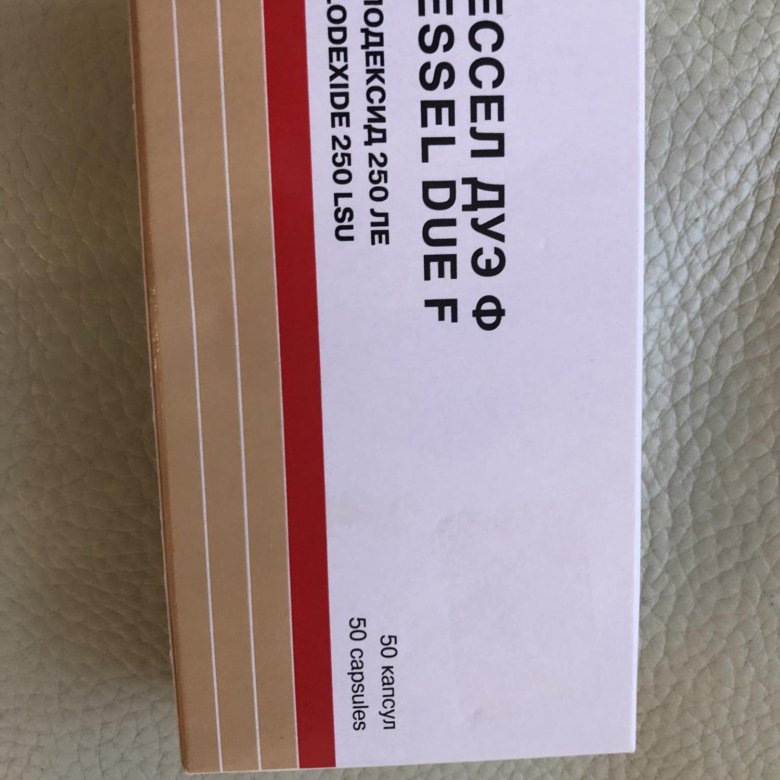 ЕССЕЛ ДУЭ Ф
ESSEL DUE F
ЛОДЕКСИД 250 ЛЕ
LODEXIDE 250 LSU
50 капсул
50 capsules